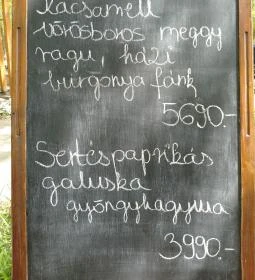 Kacsamell
vörösboros meggy
ragu, házi
burgonya fánk
5690.-
Sertéspaprikás
galuska
gyöngyhagyma
3990.-